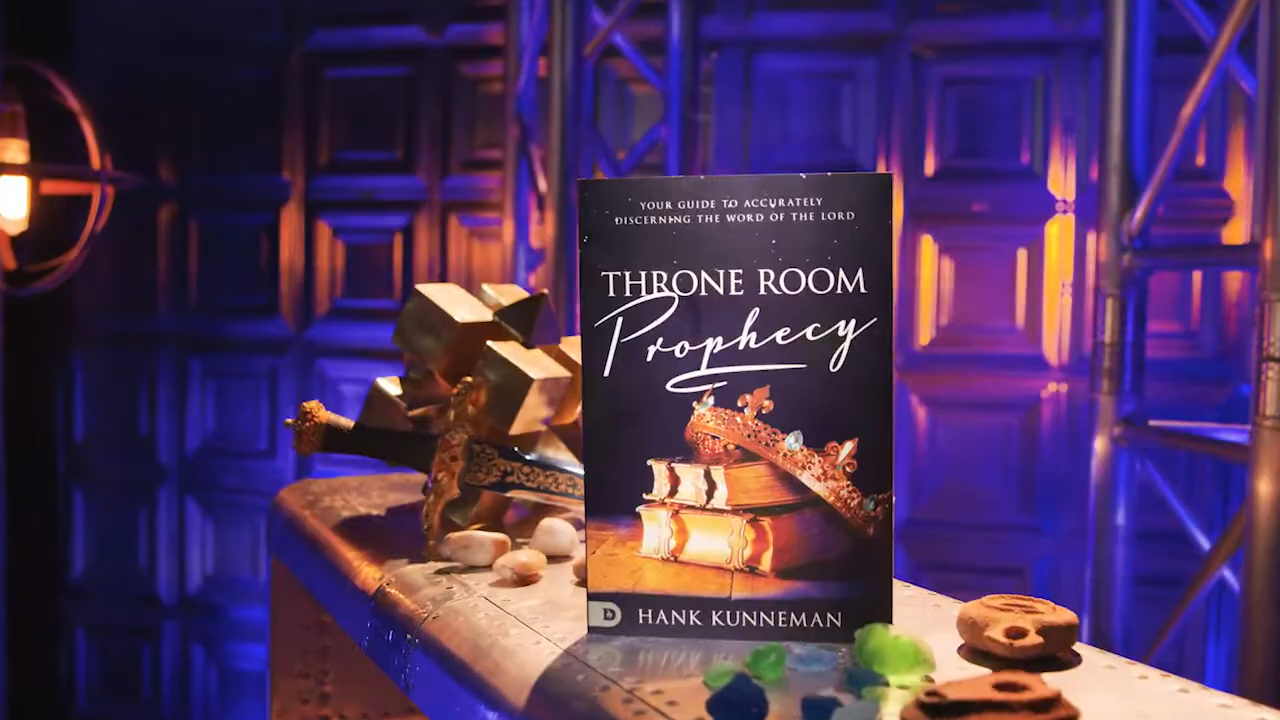 YOUR GUIDE TO ACCURATELY
DISCERNING THE WORD OF THE LORD
THRONE ROOM
Prophecy
D HANK KUNNEMAN